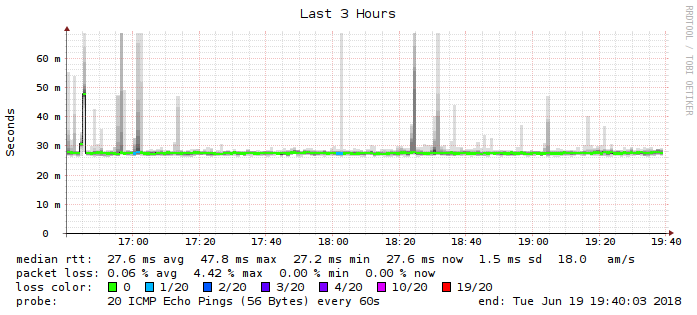 Last 3 Hours
RRDTOOL / TOBI OETIKER
Seconds
60 m
50 m
40 m
30 m
20 m
10 m
0
17:00 17:20 17:40 18:00 18:20 18:40 19:00 19:20 19:40
median rtt: 27.6 ms avg 47.8 ms max 27.2 ms min 27.6 ms now 1.5 ms sd 18.0 am/s
packet loss: 0.06 % avg 4.42 % max 0.00 % min 0.00 % now
loss color: 0 1/20 2/20 3/20 4/20 10/20 19/20
probe: 20 ICMP Echo Pings (56 Bytes) every 60s end: Tue Jun 19 19:40:03 2018